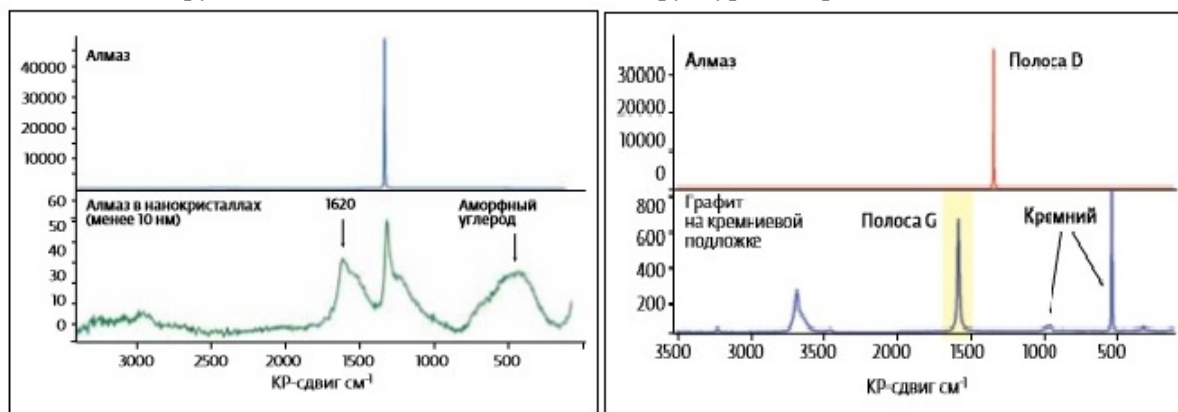 Алмаз
40000
30000
20000
10000
Алмаз в нанокристаллах
(менее 10 нм)
1620
Аморфный
углерод
60
50
40
30
20
10
0
3000
2500
2000
1500
1000
500
КР-сдвиг см⁻¹
Алмаз
Полоса D
30000
20000
10000
0
Графит
на кремниевой
подложке
Полоса G
Кремний
800
600
400
200
3500
3000
3500
2000
1500
1000
500
КР-сдвиг см⁻¹